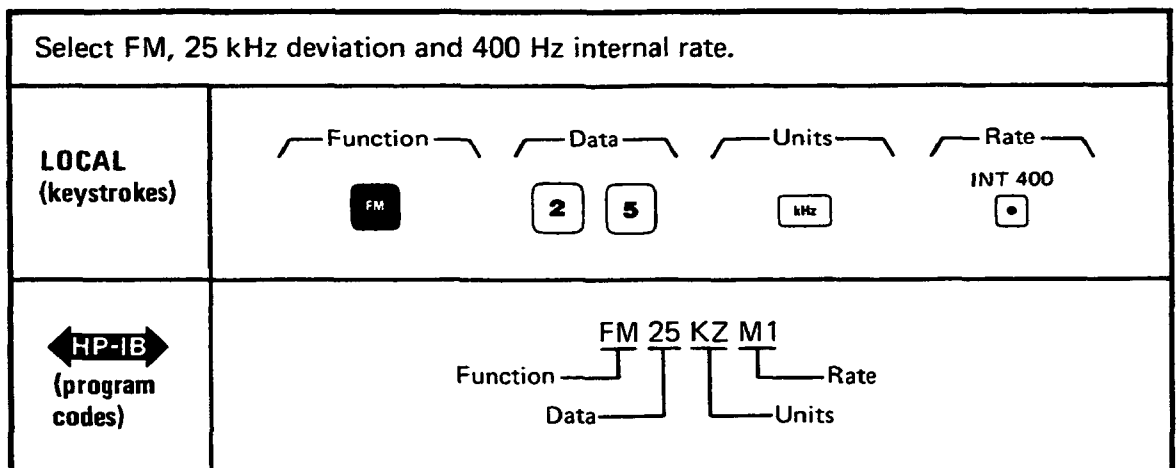 Select FM, 25 kHz deviation and 400 Hz internal rate.
LOCAL
(keystrokes)
Function Data Units Rate
INT 400
FM 2 5 kHz •
HP-IB
(program
codes)
FM 25 KZ M1
Function Rate
Data Units